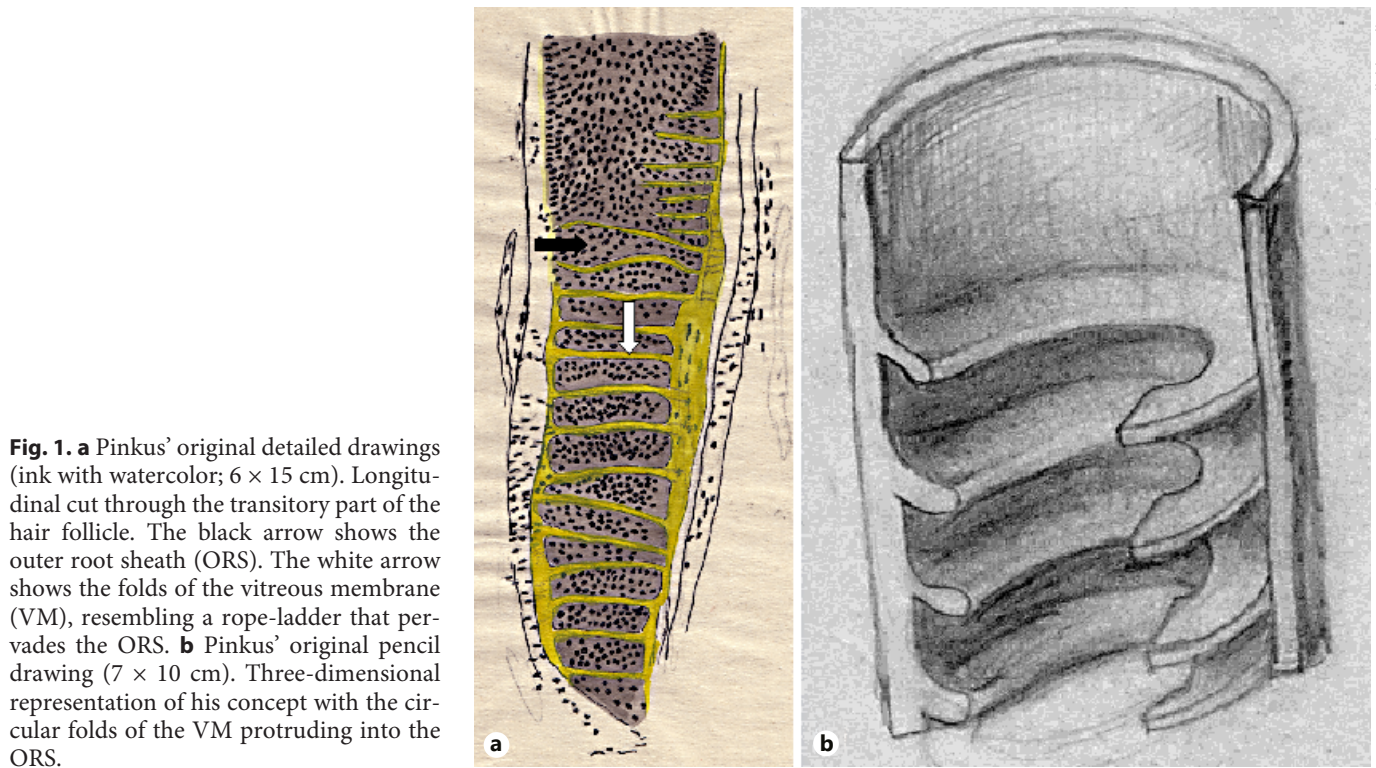 Fig. 1. a Pinkus’ original detailed drawings
(ink with watercolor; 6 × 15 cm). Longitu-
dinal cut through the transitory part of the
hair follicle. The black arrow shows the
outer root sheath (ORS). The white arrow
shows the folds of the vitreous membrane
(VM), resembling a rope-ladder that per-
vades the ORS. b Pinkus’ original pencil
drawing (7 × 10 cm). Three-dimensional
representation of his concept with the cir-
cular folds of the VM protruding into the
ORS.
a
b